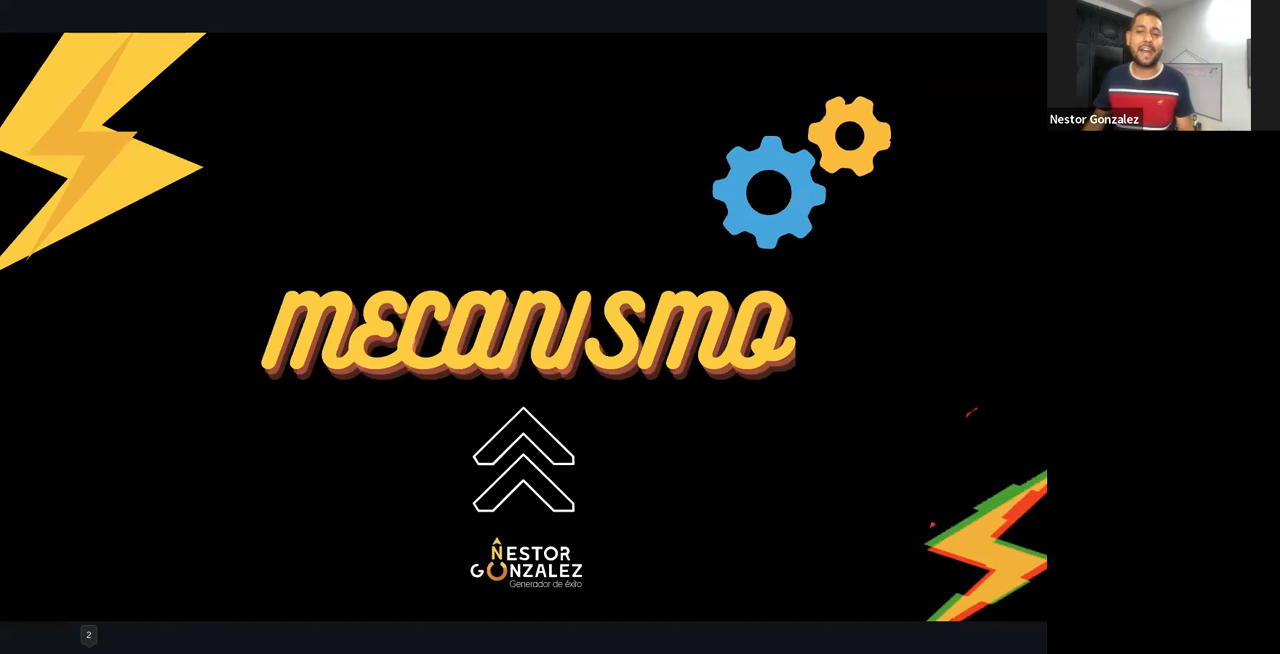 Nestor Gonzalez
MECANISMO
NESTOR
GONZALEZ
Generador de éxito
2